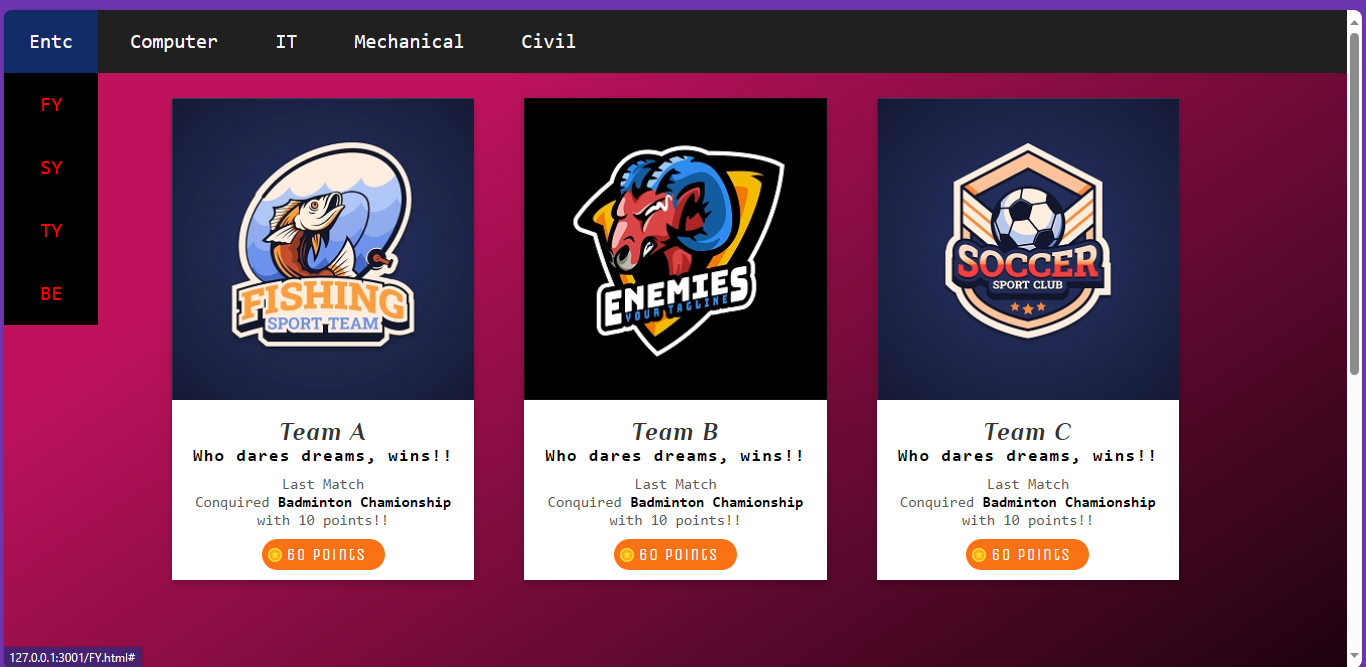 Entc Computer IT Mechanical Civil
FY
SY
TY
BE
FISHING
SPORT TEAM
Team A
Who dares dreams, wins!!
Last Match
Conquired Badminton Chamionship
with 10 points!!
60 POINTS
ENEMIES
YOUR TAGLINE
Team B
Who dares dreams, wins!!
Last Match
Conquired Badminton Chamionship
with 10 points!!
60 POINTS
SOCCER
SPORT CLUB
Team C
Who dares dreams, wins!!
Last Match
Conquired Badminton Chamionship
with 10 points!!
60 POINTS
127.0.0.1:3001/FY.html#